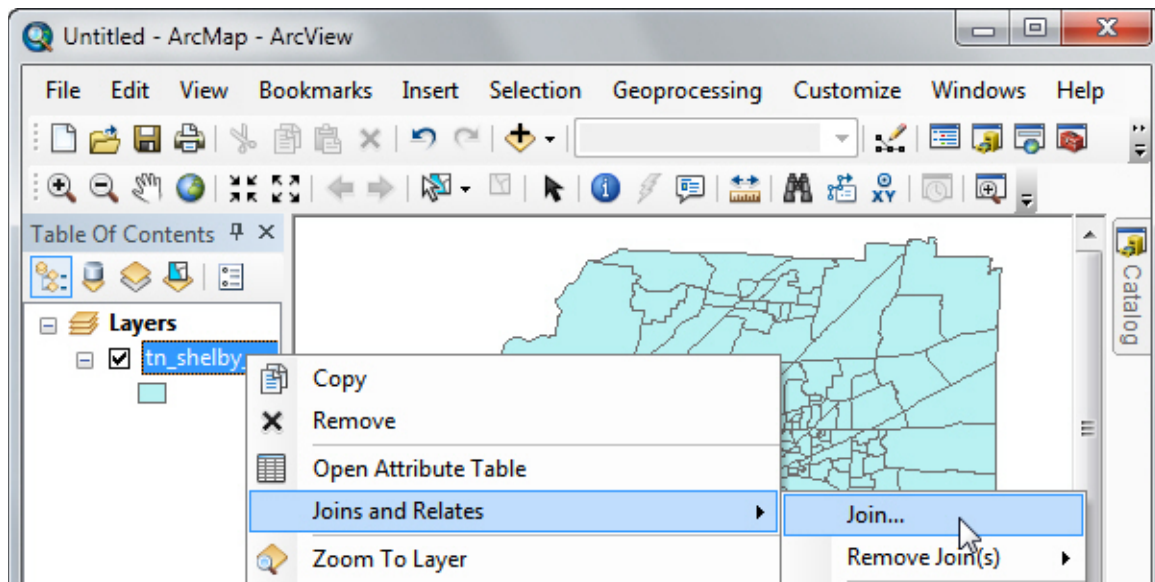 Untitled - ArcMap - ArcView
File Edit View Bookmarks Insert Selection Geoprocessing Customize Windows Help
XY
Table Of Contents
Catalog
Layers
tn_shelby_
Copy
Remove
Open Attribute Table
Joins and Relates
Join...
Zoom To Layer
Remove Join(s)